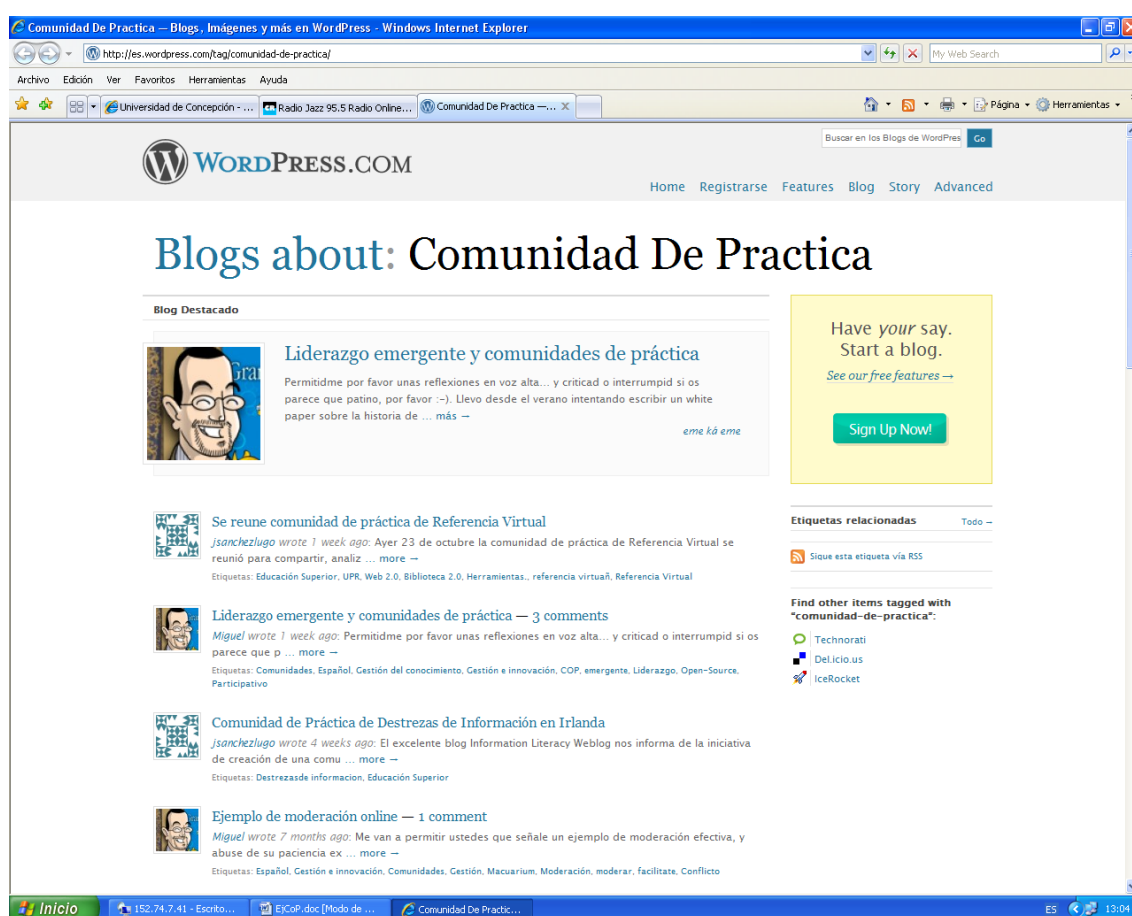 Comunidad De Practica — Blogs, Imágenes y más en WordPress - Windows Internet Explorer
http://es.wordpress.com/tag/comunidad-de-practica/
My Web Search
Archivo Edición Ver Favoritos Herramientas Ayuda
Universidad de Concepción - ... Radio Jazz 95.5 Radio Online... Comunidad De Practica —... Página Herramientas
Buscar en los Blogs de WordPres Go
WORDPRESS.COM
Home Registrarse Features Blog Story Advanced
Blogs about: Comunidad De Practica
Blog Destacado
Gra
Liderazgo emergente y comunidades de práctica
Permitidme por favor unas reflexiones en voz alta... y criticad o interrumpid si os
parece que patino, por favor :-). Llevo desde el verano intentando escribir un white
paper sobre la historia de ... más →
eme ká eme
Have your say.
Start a blog.
See our free features →
Sign Up Now!
Se reune comunidad de práctica de Referencia Virtual
jsanchezlugo wrote 1 week ago: Ayer 23 de octubre la comunidad de práctica de Referencia Virtual se
reunió para compartir, analiz ... more →
Etiquetas: Educación Superior, UPR, Web 2.0, Biblioteca 2.0, Herramientas., referencia virtuañ, Referencia Virtual
Liderazgo emergente y comunidades de práctica — 3 comments
Miguel wrote 1 week ago: Permitidme por favor unas reflexiones en voz alta... y criticad o interrumpid si os
parece que p ... more →
Etiquetas: Comunidades, Español, Gestión del conocimiento, Gestión e innovación, COP, emergente, Liderazgo, Open-Source,
Participativo
Comunidad de Práctica de Destrezas de Información en Irlanda
jsanchezlugo wrote 4 weeks ago: El excelente blog Information Literacy Weblog nos informa de la iniciativa
de creación de una comu ... more →
Etiquetas: Destrezasde informacion, Educación Superior
Ejemplo de moderación online — 1 comment
Miguel wrote 7 months ago: Me van a permitir ustedes que señale un ejemplo de moderación efectiva, y
abuse de su paciencia ex ... more →
Etiquetas: Español, Gestión e innovación, Comunidades, Gestión, Macuarium, Moderación, moderar, facilitate, Conflicto
Etiquetas relacionadas Todo →
Sigue esta etiqueta vía RSS
Find other items tagged with
"comunidad-de-practica":
Technorati
Del.icio.us
IceRocket
Inicio 152.74.7.41 - Escrito... EjCoP.doc [Modo de ... Comunidad De Practic... ES 13:04